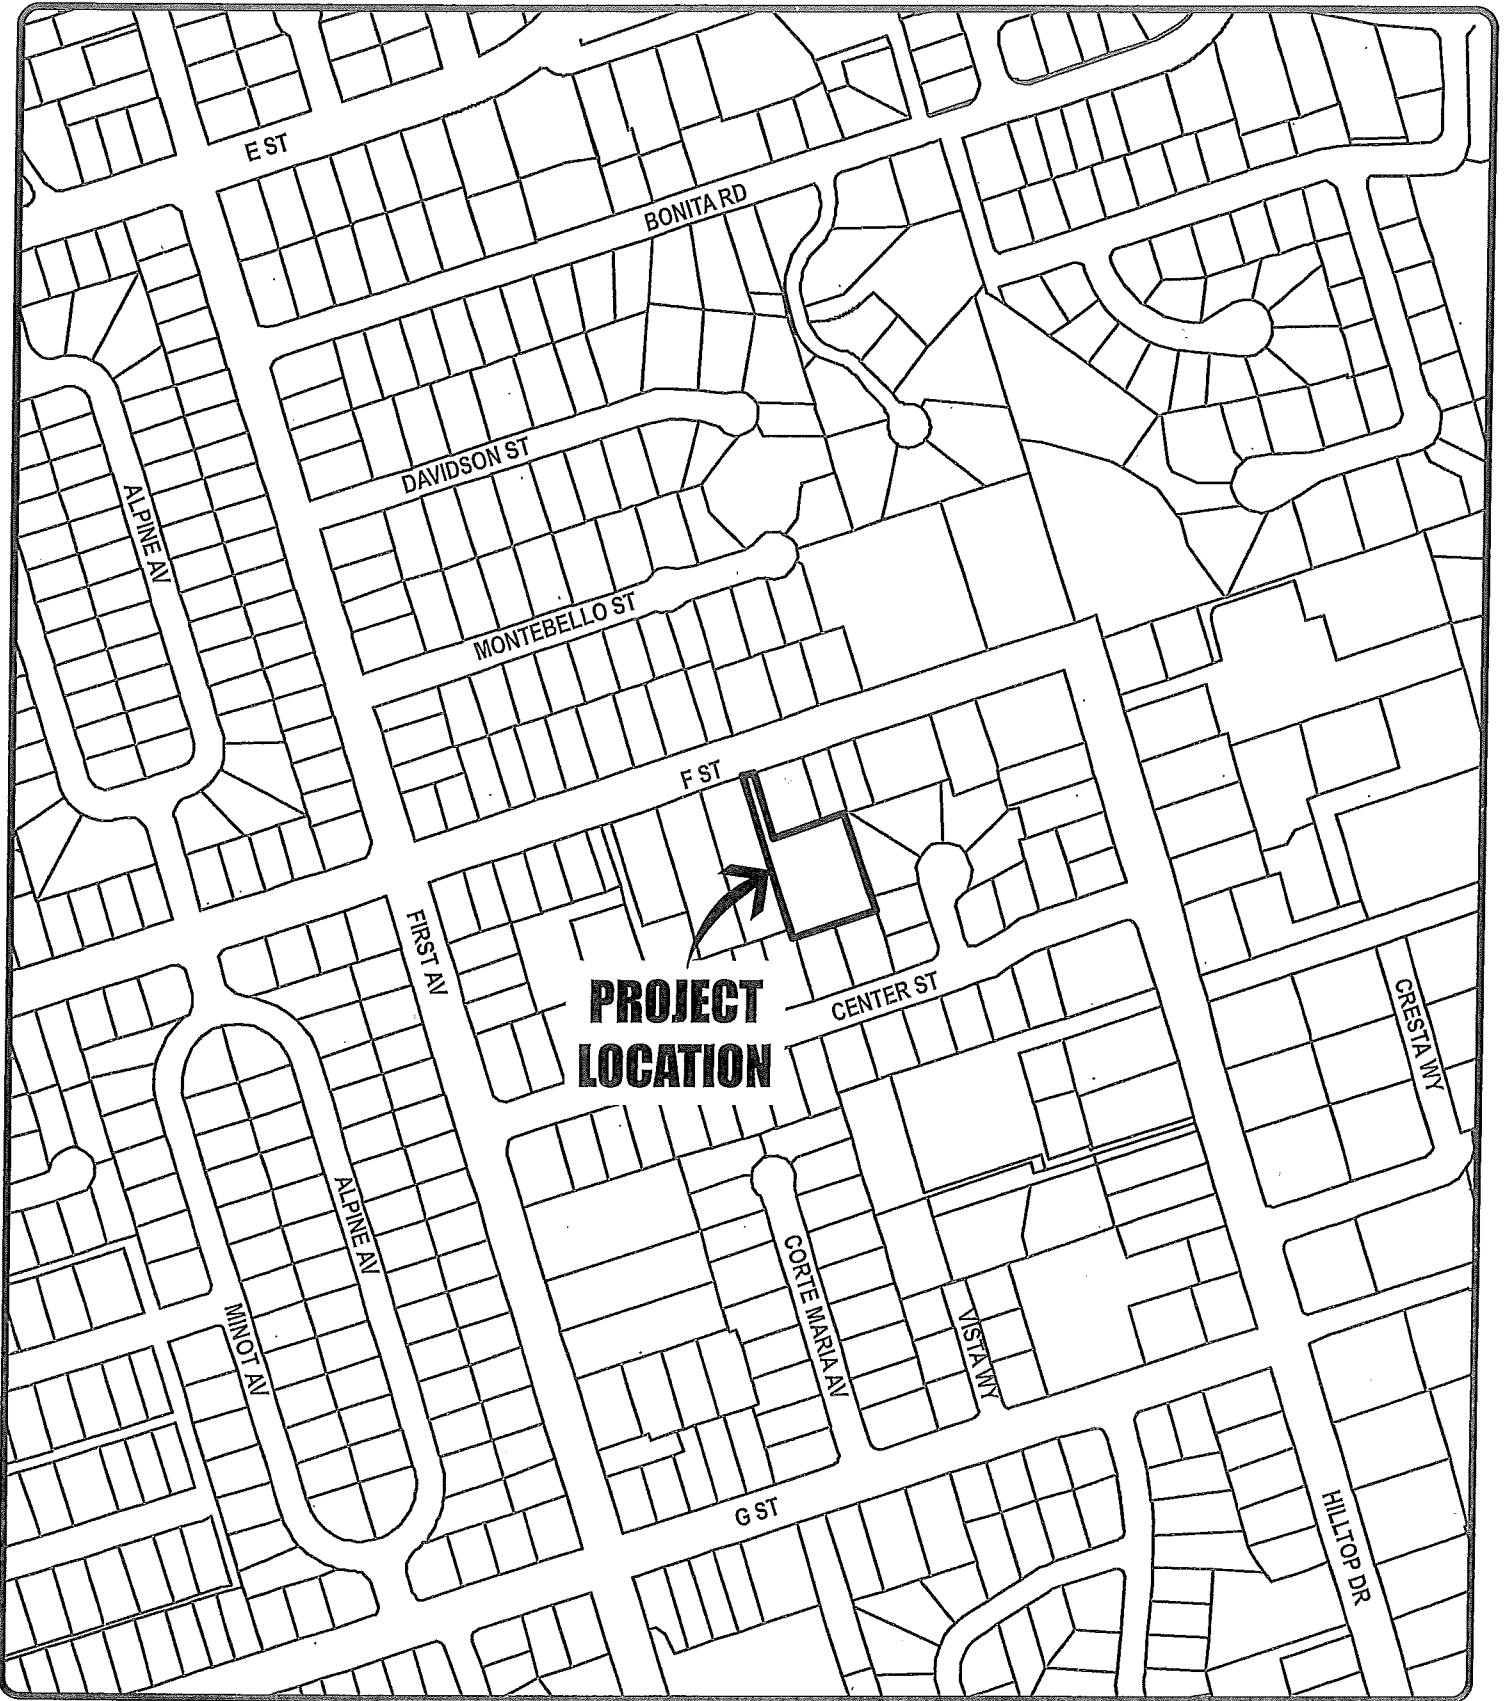 E ST
BONITA RD
DAVIDSON ST
ALPINE AV
MONTEBELLO ST
F ST
FIRST AV
PROJECT
LOCATION
CENTER ST
CRESTA WY
ALPINE AV
CORTE MARIA AV
MINOT AV
VISTA WY
G ST
HILLTOP DR